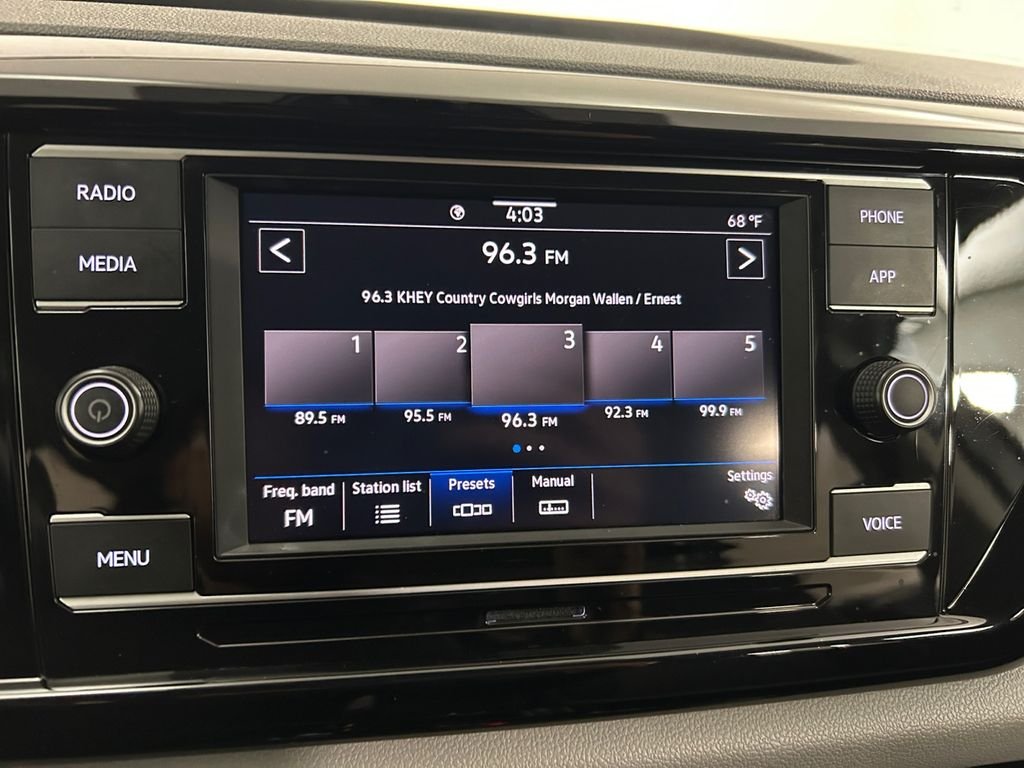 RADIO
MEDIA
MENU
4:03
68 °F
<
96.3 FM
>
96.3 KHEY Country Cowgirls Morgan Wallen / Ernest
1
2
3
4
5
89.5 FM
95.5 FM
96.3 FM
92.3 FM
99.9 FM
Freq. band
FM
Station list
Presets
Manual
Settings
PHONE
APP
VOICE